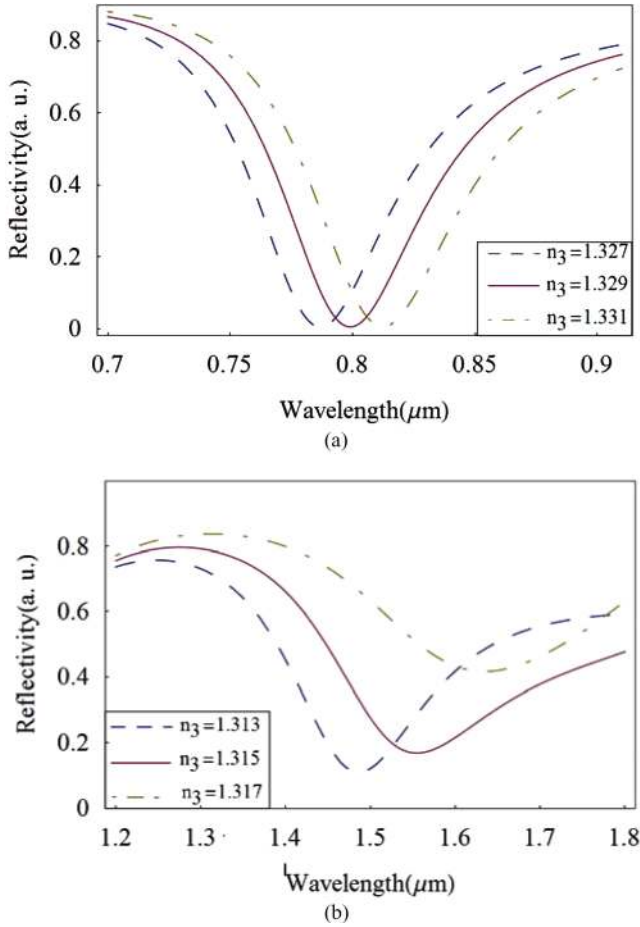 Reflectivity(a. u.)
0.8
0.6
0.4
0.2
0
n3=1.327
n3=1.329
n3=1.331
0.7
0.75
0.8
0.85
0.9
Wavelength(μm)
(a)
Reflectivity(a. u.)
0.8
0.6
0.4
0.2
0
n3=1.313
n3=1.315
n3=1.317
1.2
1.3
1.4
1.5
1.6
1.7
1.8
Wavelength(μm)
(b)